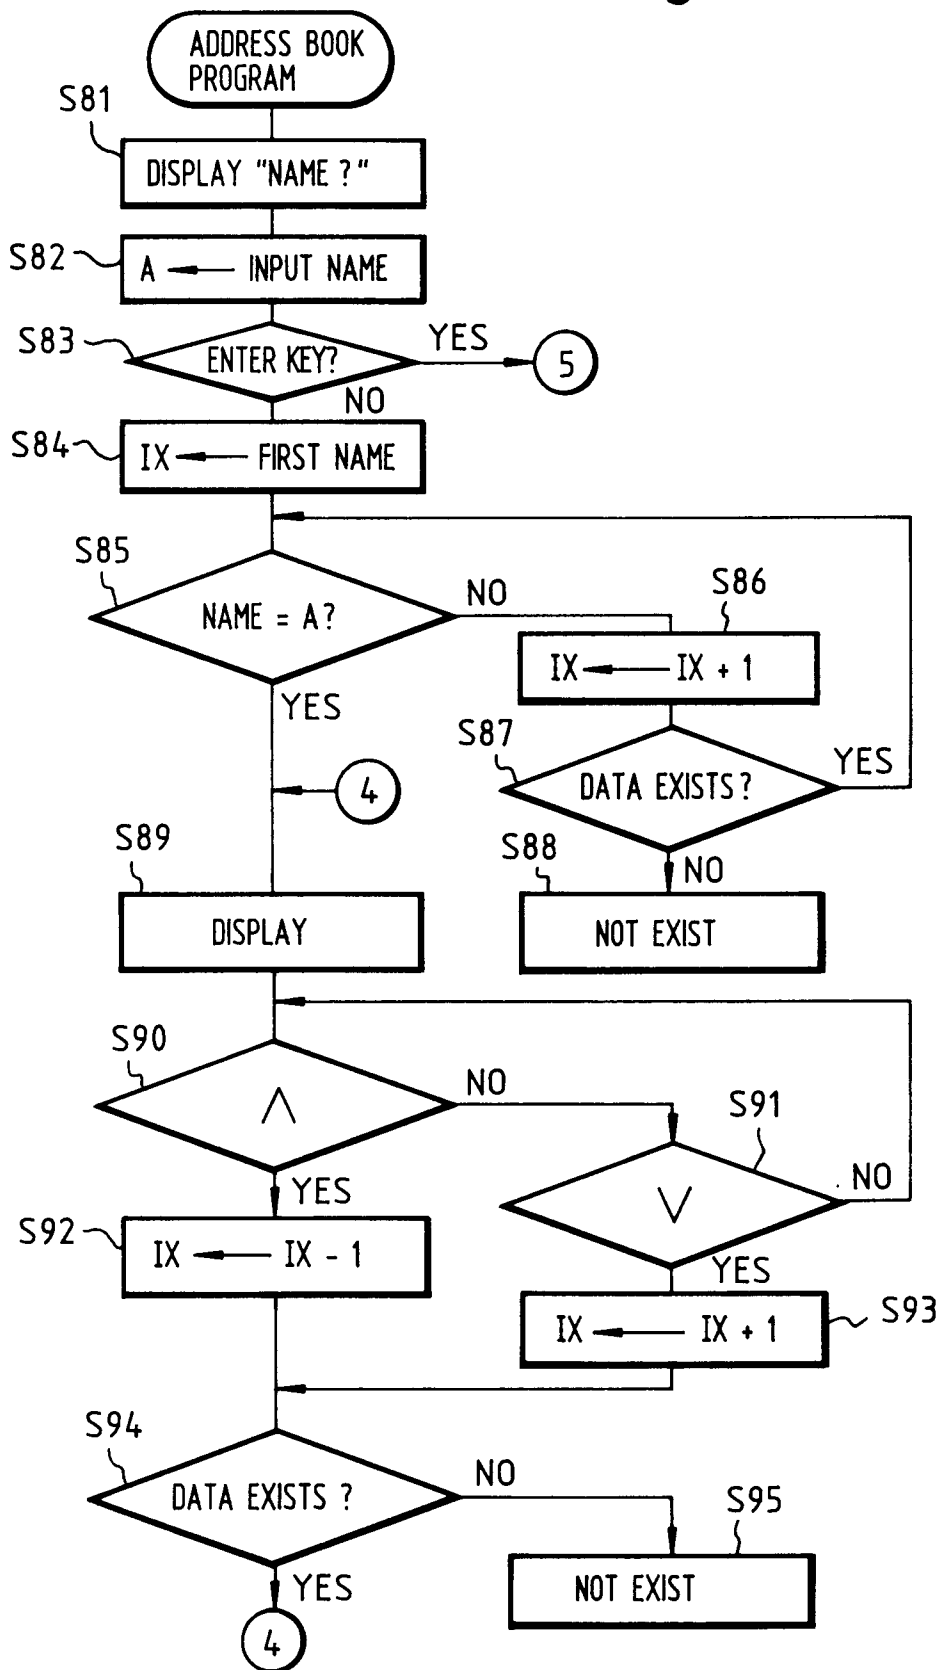 ADDRESS BOOK
PROGRAM
S81
DISPLAY "NAME ?"
S82
A ← INPUT NAME
S83
ENTER KEY?
YES
5
NO
S84
IX ← FIRST NAME
S85
NAME = A?
NO
S86
IX ← IX + 1
YES
S87
DATA EXISTS?
YES
4
NO
S88
NOT EXIST
S89
DISPLAY
S90
∧
NO
S91
∨
NO
YES
S92
IX ← IX - 1
YES
IX ← IX + 1
S93
S94
DATA EXISTS ?
NO
S95
NOT EXIST
YES
4